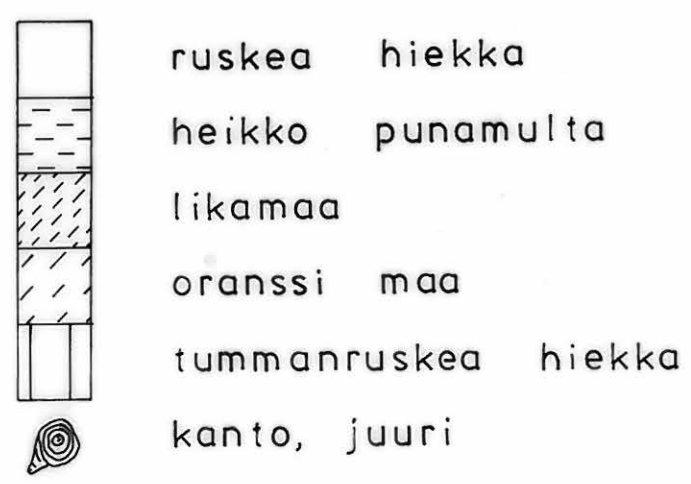 ruskea hiekka
heikko punamulta
likamaa
oranssi maa
tummanruskea hiekka
kanto, juuri